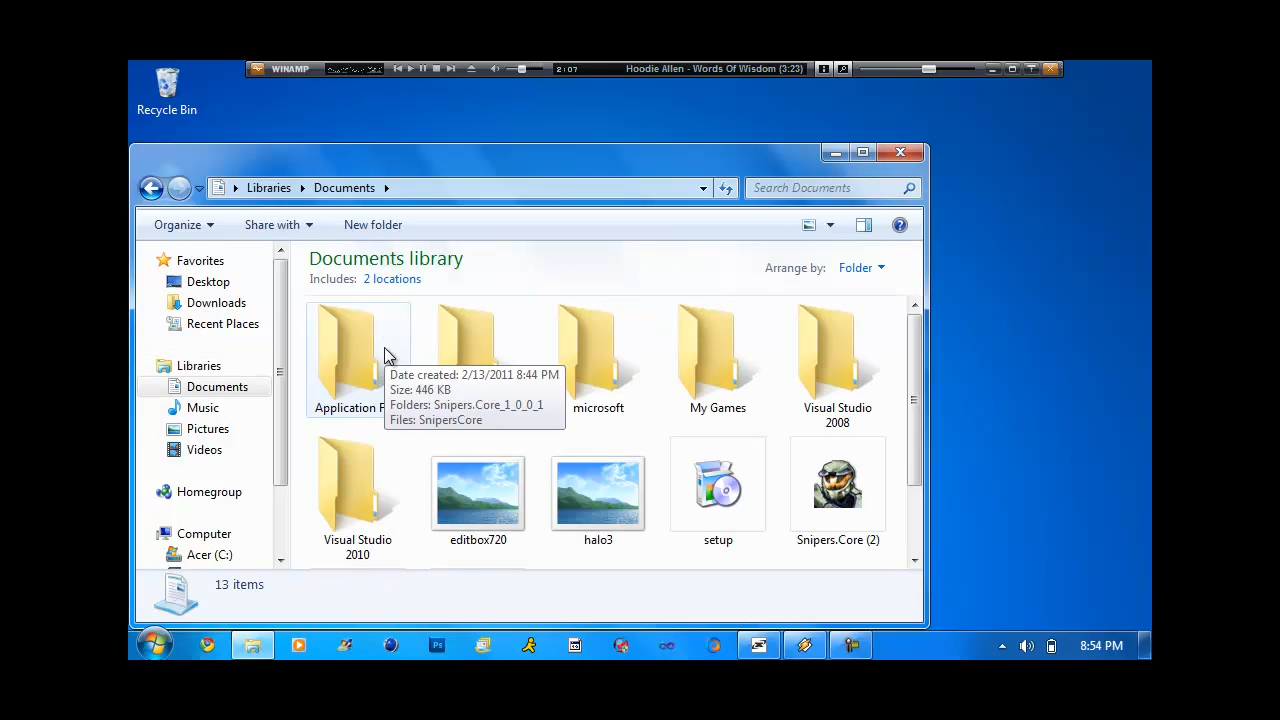 Recycle Bin
WINAMP
2:07
Hoodie Allen - Words Of Wisdom (3:23)
Libraries
Documents
Search Documents
Organize
Share with
New folder
Favorites
Desktop
Downloads
Recent Places
Libraries
Documents
Music
Pictures
Videos
Homegroup
Computer
Acer (C:)
Documents library
Includes: 2 locations
Arrange by: Folder
Application F
Date created: 2/13/2011 8:44 PM
Size: 446 KB
Folders: Snipers.Core_1_0_0_1
Files: SnipersCore
microsoft
My Games
Visual Studio
2008
Visual Studio
2010
editbox720
halo3
setup
Snipers.Core (2)
13 items
Ps
8:54 PM